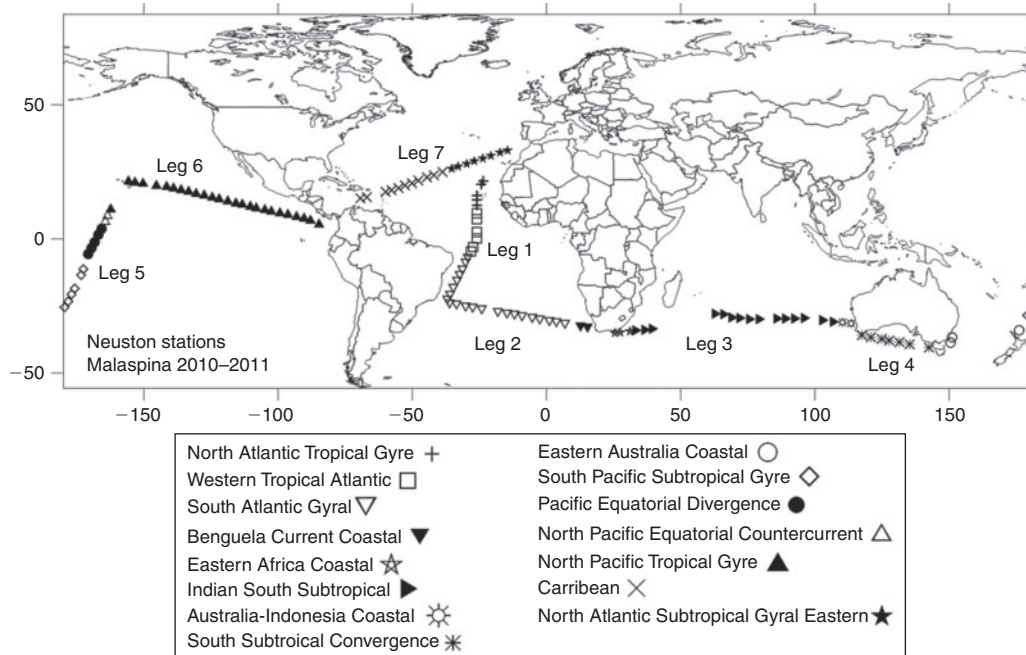 50
0
−50
Leg 7
Leg 6
Leg 1
Leg 5
Leg 2
Leg 3
Leg 4
Neuston stations
Malaspina 2010–2011
−150
−100
−50
0
50
100
150
North Atlantic Tropical Gyre
Western Tropical Atlantic
South Atlantic Gyral
Benguela Current Coastal
Eastern Africa Coastal
Indian South Subtropical
Australia-Indonesia Coastal
South Subtroical Convergence
Eastern Australia Coastal
South Pacific Subtropical Gyre
Pacific Equatorial Divergence
North Pacific Equatorial Countercurrent
North Pacific Tropical Gyre
Carribean
North Atlantic Subtropical Gyral Eastern